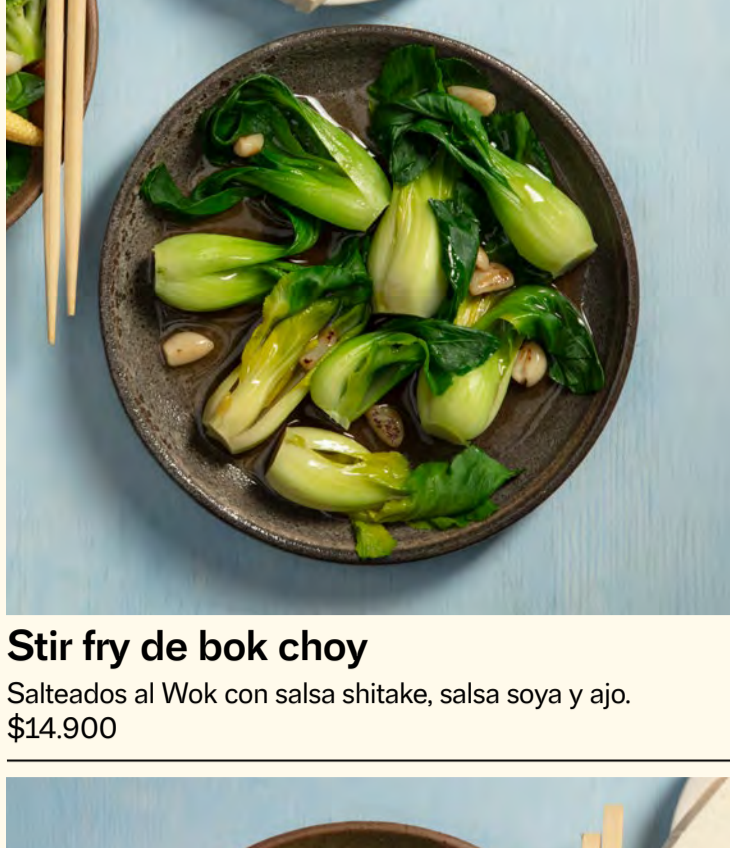 Stir fry de bok choy
Salteados al Wok con salsa shitake, salsa soya y ajo.
$14.900